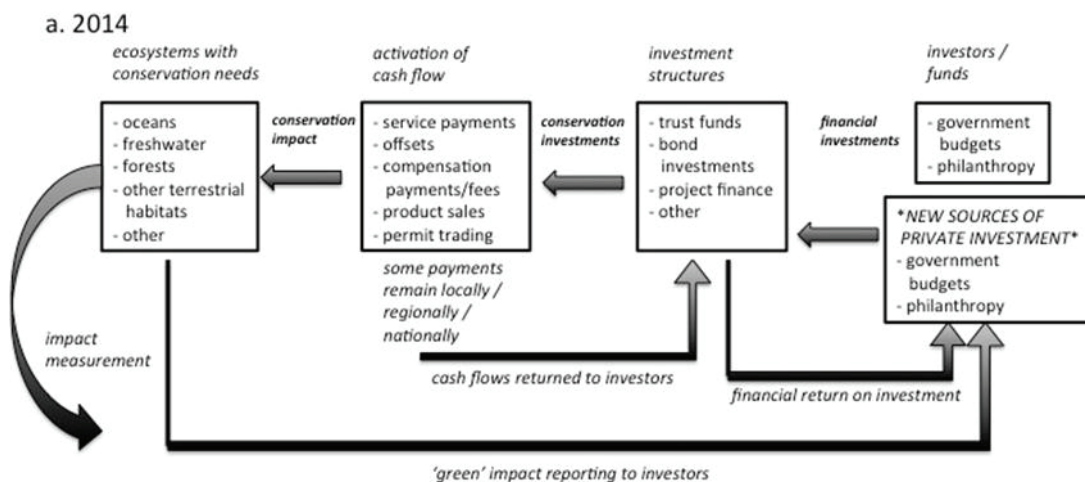 a. 2014
ecosystems with
conservation needs
activation of
cash flow
investment
structures
investors /
funds
- oceans
- freshwater
- forests
- other terrestrial
habitats
- other
conservation
impact
- service payments
- offsets
- compensation
payments/fees
- product sales
- permit trading
conservation
investments
- trust funds
- bond
investments
- project finance
- other
financial
investments
- government
budgets
- philanthropy
*NEW SOURCES OF
PRIVATE INVESTMENT*
- government
budgets
- philanthropy
some payments
remain locally /
regionally /
nationally
impact
measurement
cash flows returned to investors
financial return on investment
'green' impact reporting to investors